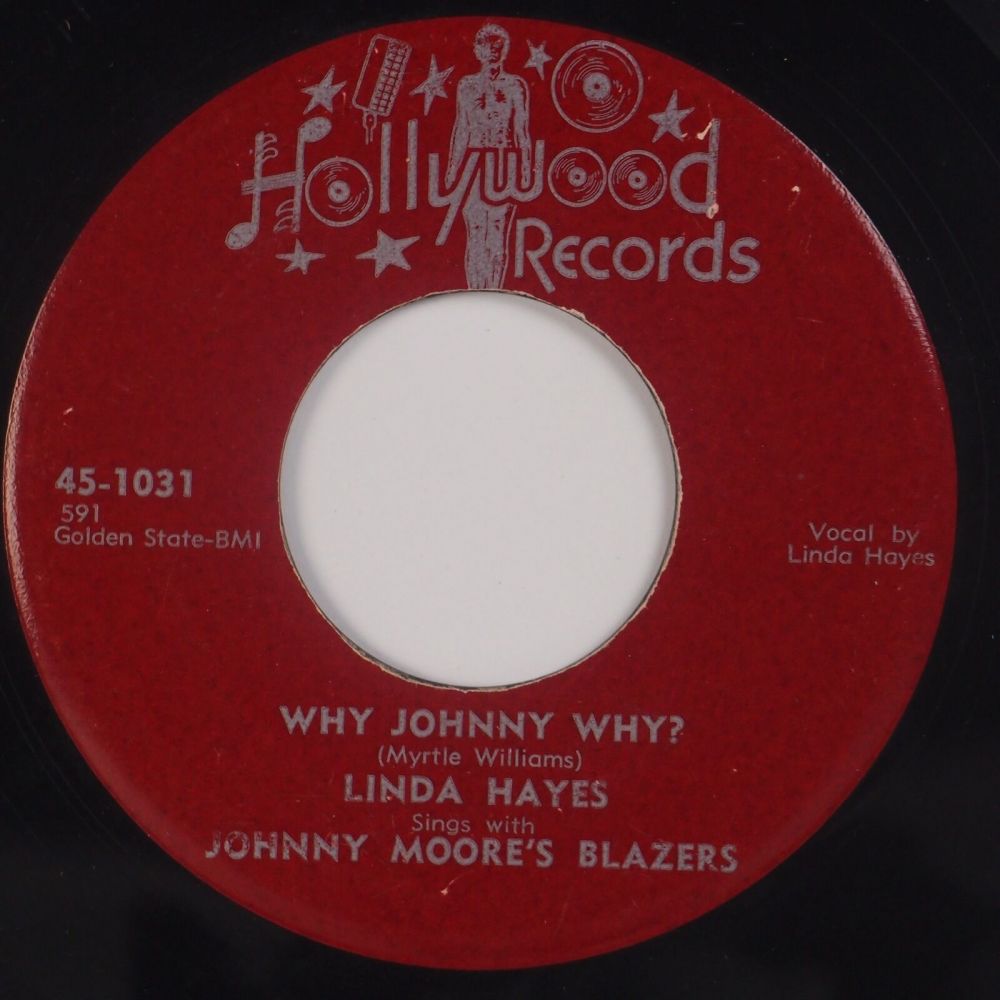 Hollywood
Records
45-1031
591
Golden State-BMI
Vocal by
Linda Hayes
WHY JOHNNY WHY?
(Myrtle Williams)
LINDA HAYES
Sings with
JOHNNY MOORE'S BLAZERS